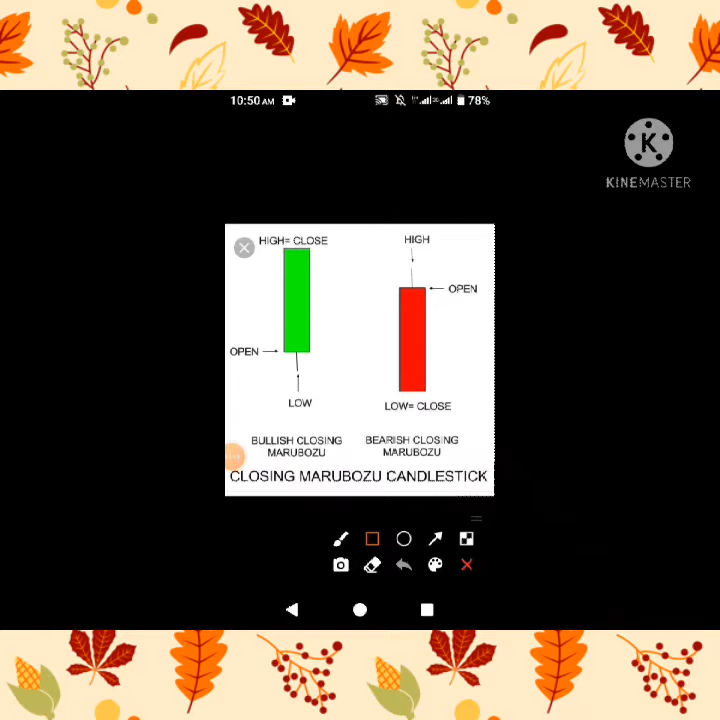 10:50 AM
78%
KINEMASTER
HIGH= CLOSE
HIGH
OPEN
OPEN
LOW
LOW= CLOSE
BULLISH CLOSING
MARUBOZU
BEARISH CLOSING
MARUBOZU
CLOSING MARUBOZU CANDLESTICK